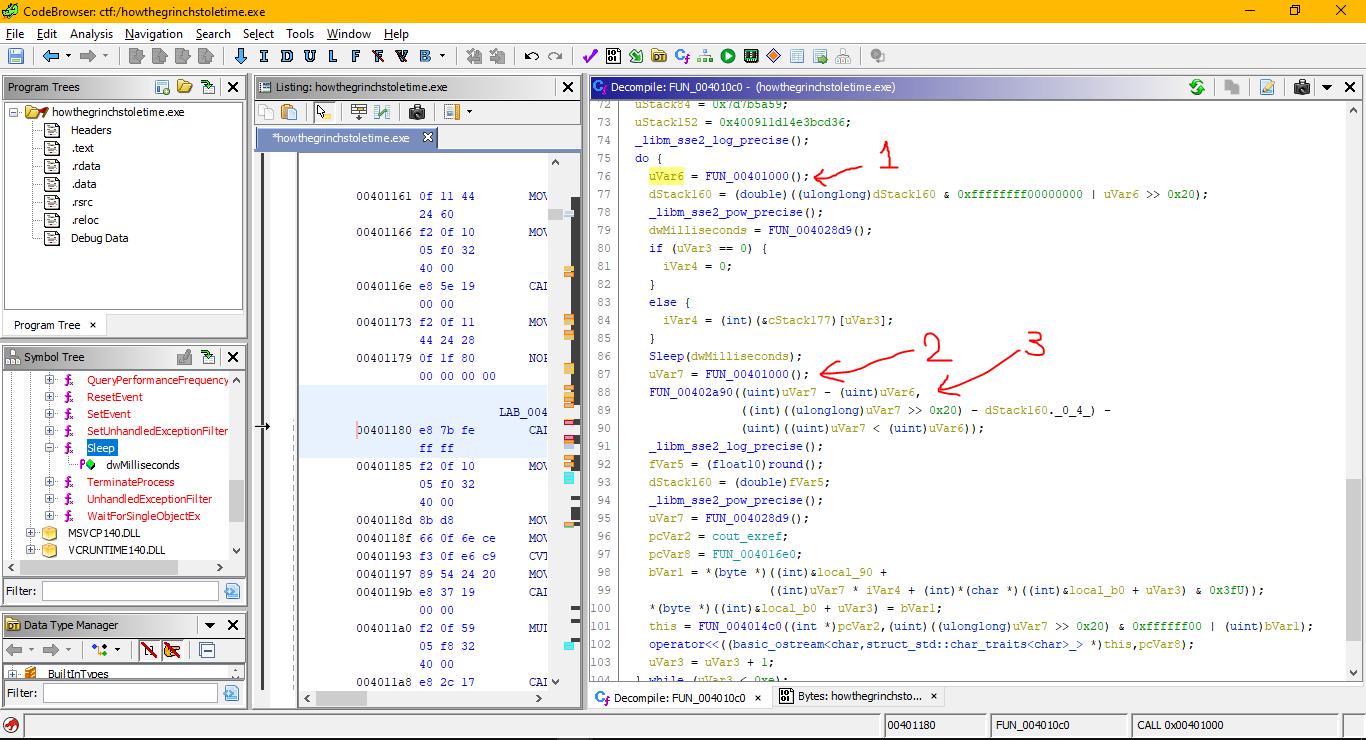 CodeBrowser: ctf:/howthegrinchstoletime.exe
File Edit Analysis Navigation Search Select Tools Window Help
I D U L F R V B
Program Trees
howthegrinchstoletime.exe
Headers
.text
.rdata
.data
.rsrc
.reloc
Debug Data
Program Tree ×
Symbol Tree
QueryPerformanceFrequency
ResetEvent
SetEvent
SetUnhandledExceptionFilter
Sleep
dwMilliseconds
TerminateProcess
UnhandledExceptionFilter
WaitForSingleObjectEx
MSVCP140.DLL
VCRUNTIME140.DLL
Filter:
Data Type Manager
BuiltInTypes
Filter:
Listing: howthegrinchstoletime.exe
*howthegrinchstoletime.exe
00401161 0f 11 44 MOV
24 60
00401166 f2 0f 10 MOV
05 f0 32
40 00
0040116e e8 5e 19 CAI
00 00
00401173 f2 0f 11 MOV
44 24 28
00401179 0f 1f 80 NOP
00 00 00 00
LAB_004
00401180 e8 7b fe CAI
ff ff
00401185 f2 0f 10 MOV
05 f0 32
40 00
0040118d 8b d8 MOV
0040118f 66 0f 6e ce MOV
00401193 f3 0f e6 c9 CVT
00401197 89 54 24 20 MOV
0040119b e8 37 19 CAI
00 00
004011a0 f2 0f 59 MUI
05 f8 32
40 00
004011a8 e8 2c 17 CAI
Decompile: FUN_004010c0 - (howthegrinchstoletime.exe)
72 uStack84 = 0x7d7b5a59;
73 uStack152 = 0x400911d14e3bcd36;
74 _libm_sse2_log_precise();
75 do {
76 uVar6 = FUN_00401000();
1
77 dStack160 = (double)((ulonglong)dStack160 & 0xffffffff00000000 | uVar6 >> 0x20);
78 _libm_sse2_pow_precise();
79 dwMilliseconds = FUN_004028d9();
80 if (uVar3 == 0) {
81 iVar4 = 0;
82 }
83 else {
84 iVar4 = (int)(&cStack177)[uVar3];
85 }
86 Sleep(dwMilliseconds);
87 uVar7 = FUN_00401000();
2
88 FUN_00402a90((uint)uVar7 - (uint)uVar6,
3
89 ((int)((ulonglong)uVar7 >> 0x20) - dStack160._0_4_) -
90 (uint)((uint)uVar7 < (uint)uVar6));
91 _libm_sse2_log_precise();
92 fVar5 = (float10)round();
93 dStack160 = (double)fVar5;
94 _libm_sse2_pow_precise();
95 uVar7 = FUN_004028d9();
96 pcVar2 = cout_exref;
97 pcVar8 = FUN_004016e0;
98 bVar1 = *(byte *)((int)&local_90 +
99 ((int)uVar7 * iVar4 + (int)*(char *)((int)&local_b0 + uVar3) & 0x3fU));
100 *(byte *)((int)&local_b0 + uVar3) = bVar1;
101 this = FUN_004014c0((int *)pcVar2,(uint)((ulonglong)uVar7 >> 0x20) & 0xffffff00 | (uint)bVar1);
102 operator<<((basic_ostream<char,struct_std::char_traits<char>_> *)this,pcVar8);
103 uVar3 = uVar3 + 1;
} while (uVar3 < 0xe);
Decompile: FUN_004010c0 ×
Bytes: howthegrinchsto... ×
00401180
FUN_004010c0
CALL 0x00401000